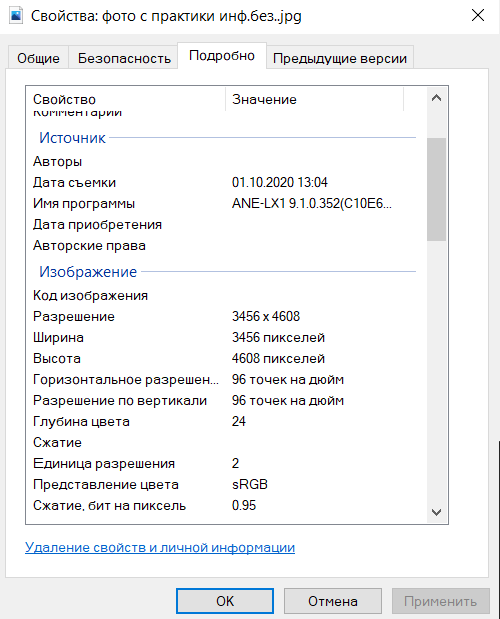 Свойства: фото с практики инф.без..jpg
Общие Безопасность Подробно Предыдущие версии
Свойство Значение
Комментарии
Источник
Авторы
Дата съемки 01.10.2020 13:04
Имя программы ANE-LX1 9.1.0.352(C10E6...
Дата приобретения
Авторские права
Изображение
Код изображения
Разрешение 3456 x 4608
Ширина 3456 пикселей
Высота 4608 пикселей
Горизонтальное разрешен... 96 точек на дюйм
Разрешение по вертикали 96 точек на дюйм
Глубина цвета 24
Сжатие
Единица разрешения 2
Представление цвета sRGB
Сжатие, бит на пиксель 0.95
Удаление свойств и личной информации
OK Отмена Применить